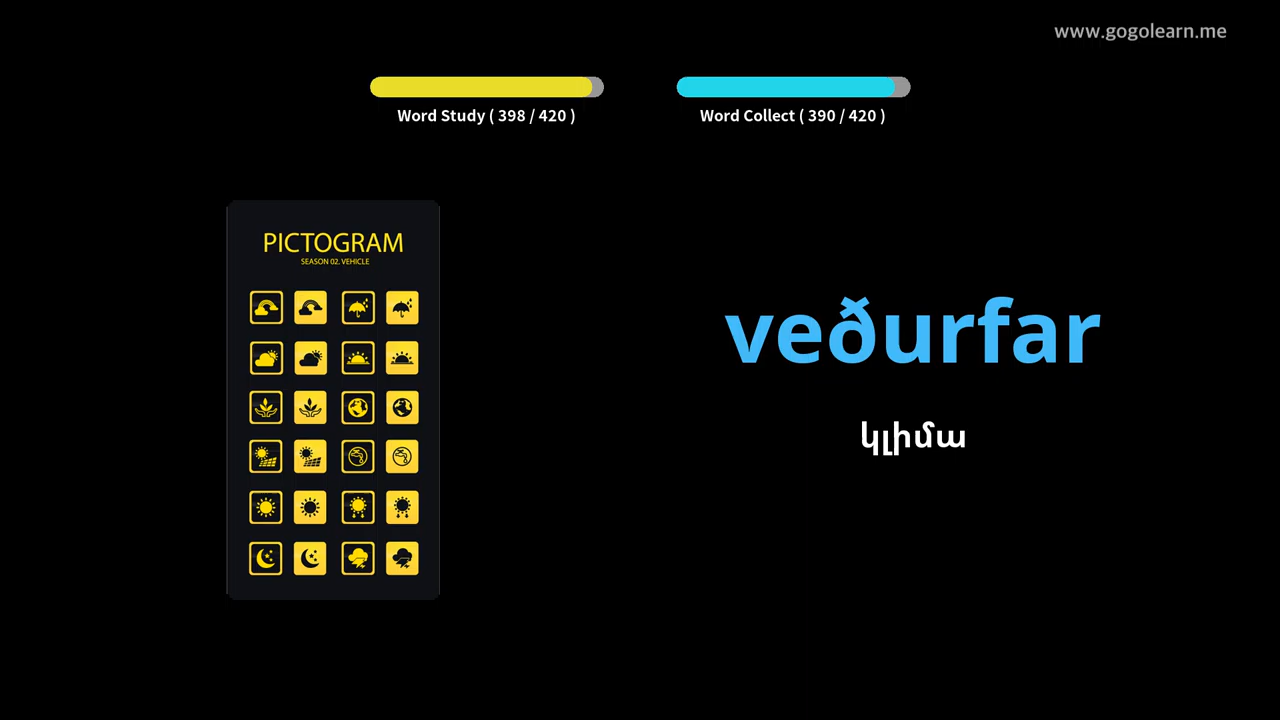 www.gogolearn.me
Word Study ( 398 / 420 )
Word Collect ( 390 / 420 )
PICTOGRAM
SEASON 02. VEHICLE
veðurfar
կլիմա